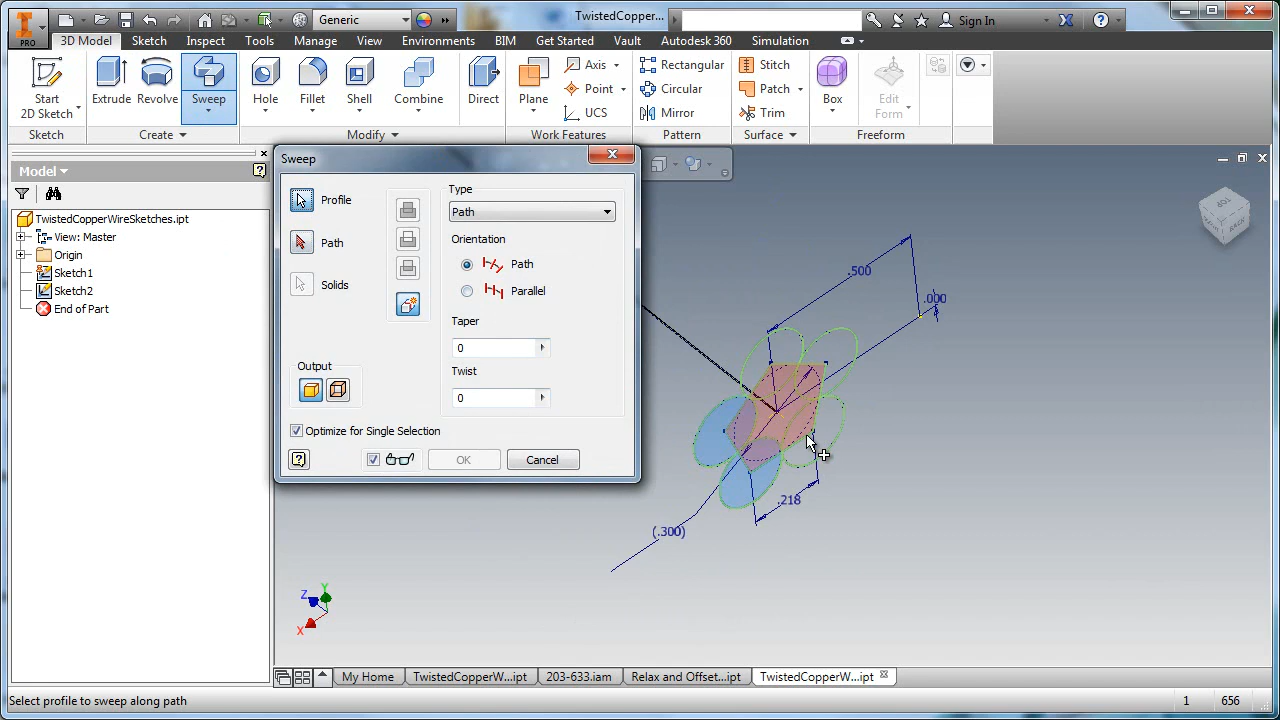 Generic
TwistedCopper...
Sign In
PRO
3D Model
Sketch
Inspect
Tools
Manage
View
Environments
BIM
Get Started
Vault
Autodesk 360
Simulation
Start
2D Sketch
Extrude
Revolve
Sweep
Hole
Fillet
Shell
Combine
Direct
Plane
Axis
Point
UCS
Rectangular
Circular
Mirror
Stitch
Patch
Trim
Box
Edit
Form
Sketch
Create
Modify
Work Features
Pattern
Surface
Freeform
Model
TwistedCopperWireSketches.ipt
View: Master
Origin
Sketch1
Sketch2
End of Part
Sweep
Profile
Path
Solids
Output
Type
Path
Orientation
Path
Parallel
Taper
0
Twist
0
Optimize for Single Selection
OK
Cancel
TOP
BACK
.500
.000
.218
(.300)
Y
Z
X
My Home
TwistedCopperW...ipt
203-633.iam
Relax and Offset...ipt
TwistedCopperW...ipt
Select profile to sweep along path
1
656